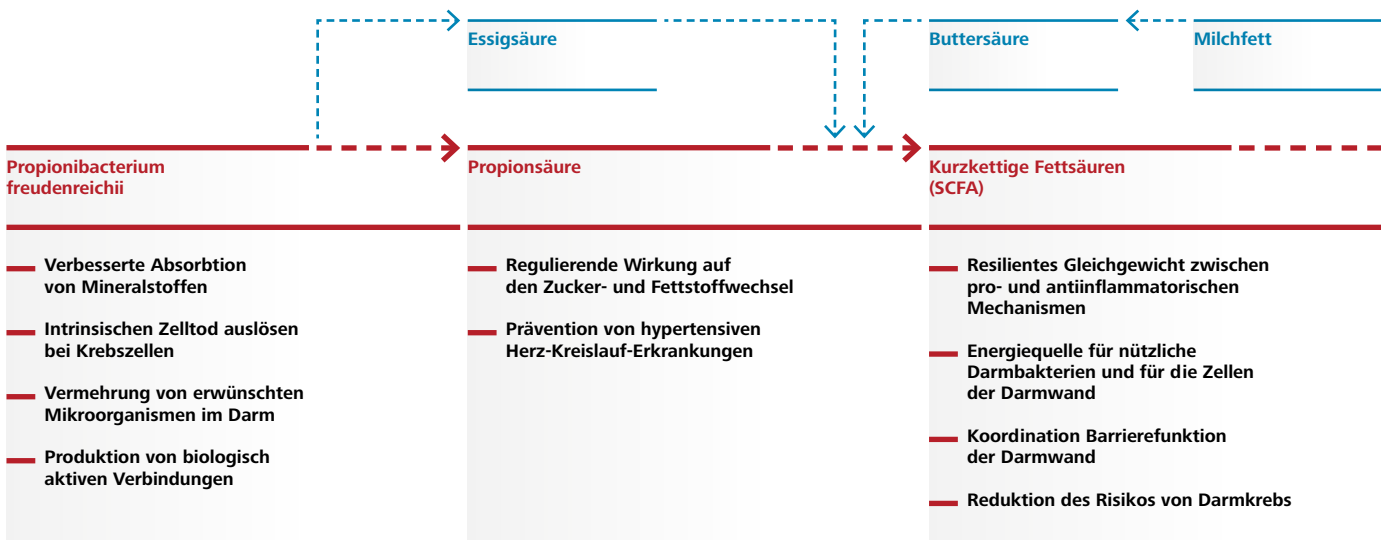 Essigsäure
Buttersäure
Milchfett
Propionibacterium
freudenreichii
Propionsäure
Kurzkettige Fettsäuren
(SCFA)
Verbesserte Absorbtion
von Mineralstoffen
Intrinsischen Zelltod auslösen
bei Krebszellen
Vermehrung von erwünschten
Mikroorganismen im Darm
Produktion von biologisch
aktiven Verbindungen
Regulierende Wirkung auf
den Zucker- und Fettstoffwechsel
Prävention von hypertensiven
Herz-Kreislauf-Erkrankungen
Resilientes Gleichgewicht zwischen
pro- und antiinflammatorischen
Mechanismen
Energiequelle für nützliche
Darmbakterien und für die Zellen
der Darmwand
Koordination Barrierefunktion
der Darmwand
Reduktion des Risikos von Darmkrebs